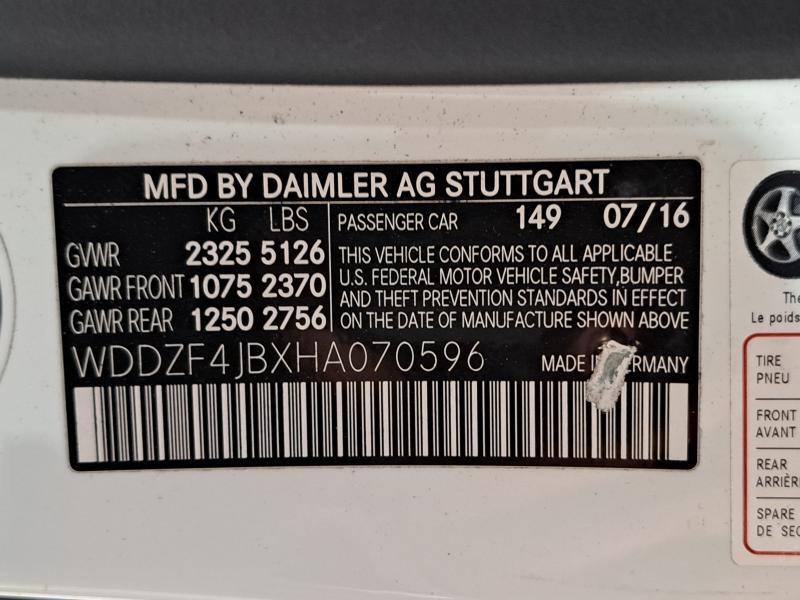 MFD BY DAIMLER AG STUTTGART
KG LBS
GVWR 2325 5126
GAWR FRONT 1075 2370
GAWR REAR 1250 2756
PASSENGER CAR 149 07/16
THIS VEHICLE CONFORMS TO ALL APPLICABLE
U.S. FEDERAL MOTOR VEHICLE SAFETY,BUMPER
AND THEFT PREVENTION STANDARDS IN EFFECT
ON THE DATE OF MANUFACTURE SHOWN ABOVE
WDDZF4JBXHA070596
MADE
The
Le poids
TIRE
PNEU
FRONT
AVANT
REAR
SPARE
DE